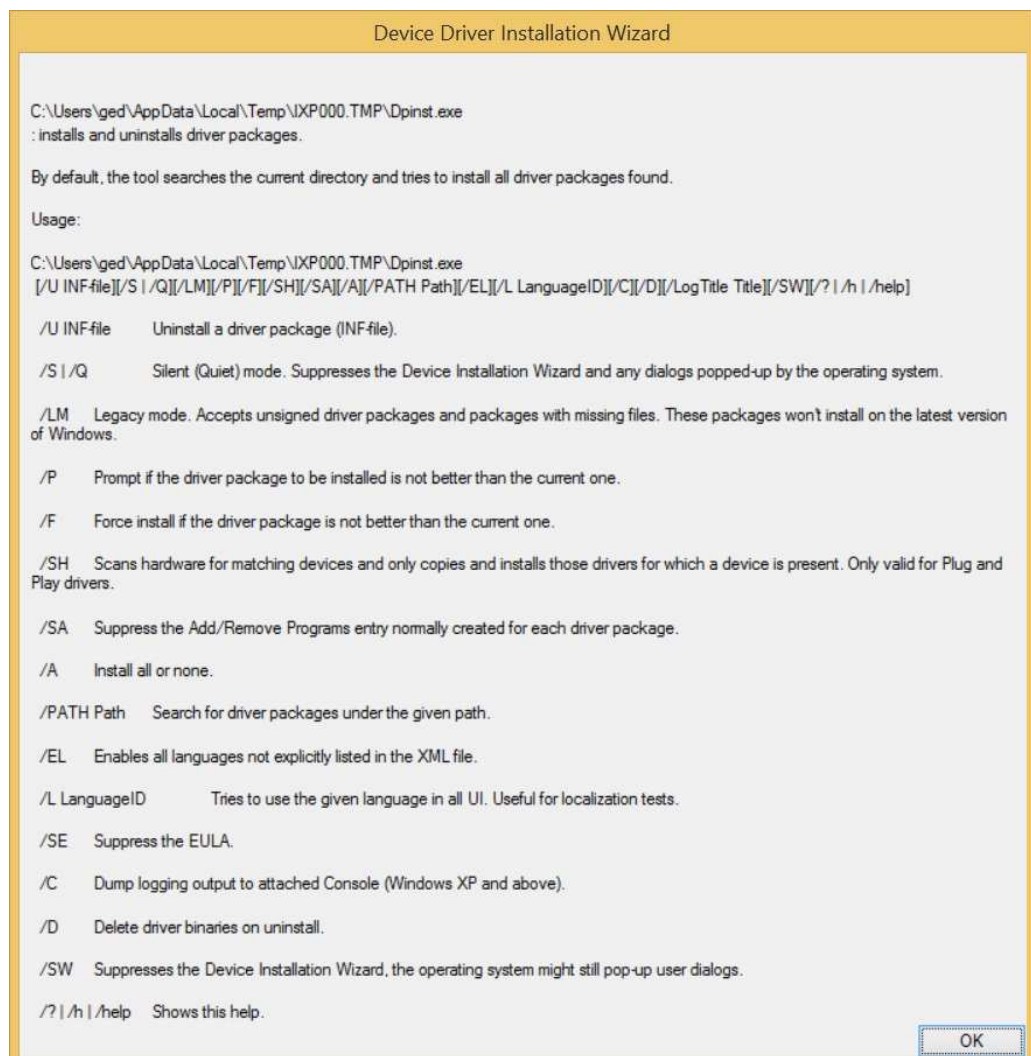 Device Driver Installation Wizard
C:\Users\ged\AppData\Local\Temp\IXP000.TMP\Dpinst.exe
: installs and uninstalls driver packages.
By default, the tool searches the current directory and tries to install all driver packages found.
Usage:
C:\Users\ged\AppData\Local\Temp\IXP000.TMP\Dpinst.exe
[/U INF-file][/S | /Q][/LM][/P][/F][/SH][/SA][/A][/PATH Path][/EL][/L LanguageID][/C][/D][/LogTitle Title][/SW][/? | /h | /help]
/U INF-file Uninstall a driver package (INF-file).
/S | /Q Silent (Quiet) mode. Suppresses the Device Installation Wizard and any dialogs popped-up by the operating system.
/LM Legacy mode. Accepts unsigned driver packages and packages with missing files. These packages won't install on the latest version
of Windows.
/P Prompt if the driver package to be installed is not better than the current one.
/F Force install if the driver package is not better than the current one.
/SH Scans hardware for matching devices and only copies and installs those drivers for which a device is present. Only valid for Plug and
Play drivers.
/SA Suppress the Add/Remove Programs entry normally created for each driver package.
/A Install all or none.
/PATH Path Search for driver packages under the given path.
/EL Enables all languages not explicitly listed in the XML file.
/L LanguageID Tries to use the given language in all UI. Useful for localization tests.
/SE Suppress the EULA.
/C Dump logging output to attached Console (Windows XP and above).
/D Delete driver binaries on uninstall.
/SW Suppresses the Device Installation Wizard, the operating system might still pop-up user dialogs.
/? | /h | /help Shows this help.
OK